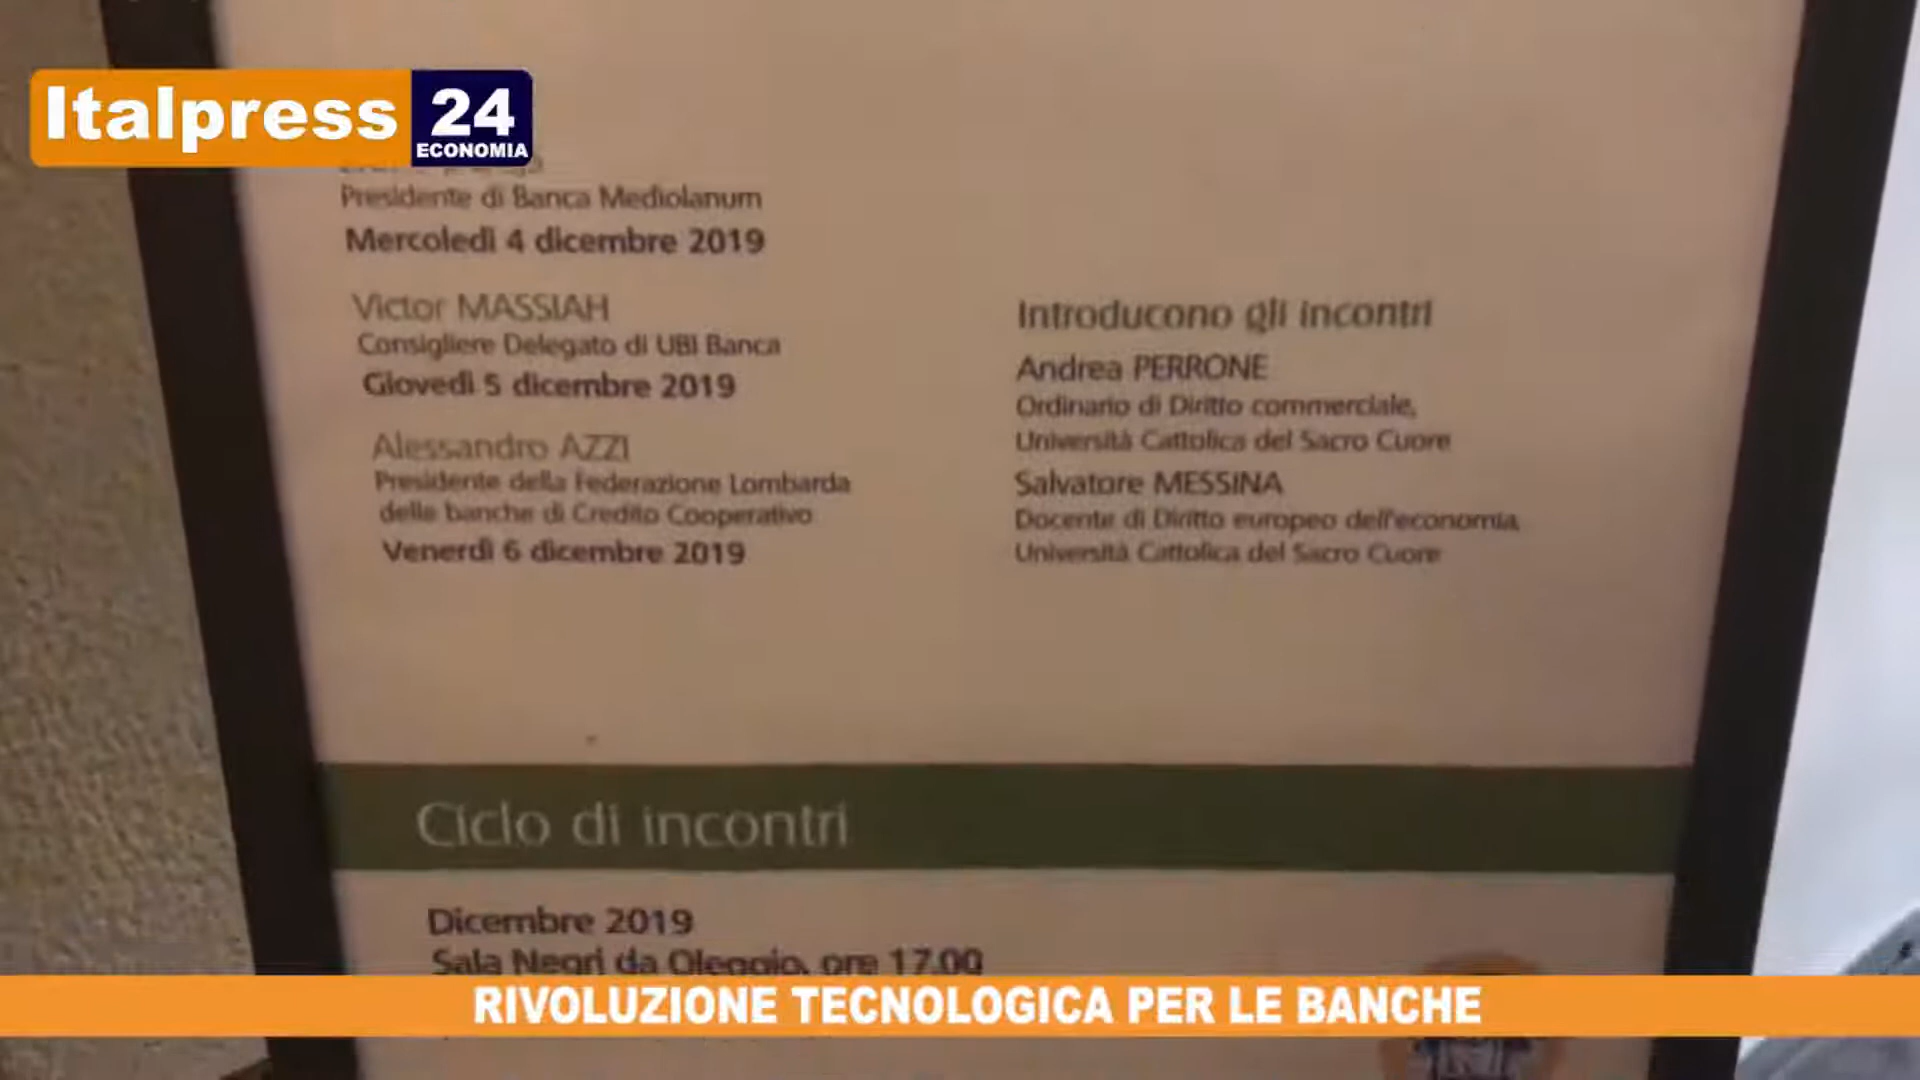 Italpress 24
ECONOMIA
Presidente di Banca Mediolanum
Mercoledì 4 dicembre 2019
Victor MASSIAH
Consigliere Delegato di UBI Banca
Giovedì 5 dicembre 2019
Alessandro AZZI
Presidente della Federazione Lombarda
delle banche di Credito Cooperativo
Venerdì 6 dicembre 2019
Introducono gli incontri
Andrea PERRONE
Ordinario di Diritto commerciale,
Università Cattolica del Sacro Cuore
Salvatore MESSINA
Docente di Diritto europeo dell'economia,
Università Cattolica del Sacro Cuore
Ciclo di incontri
Dicembre 2019
Sala Negri da Oleggio, ore 17.00
RIVOLUZIONE TECNOLOGICA PER LE BANCHE